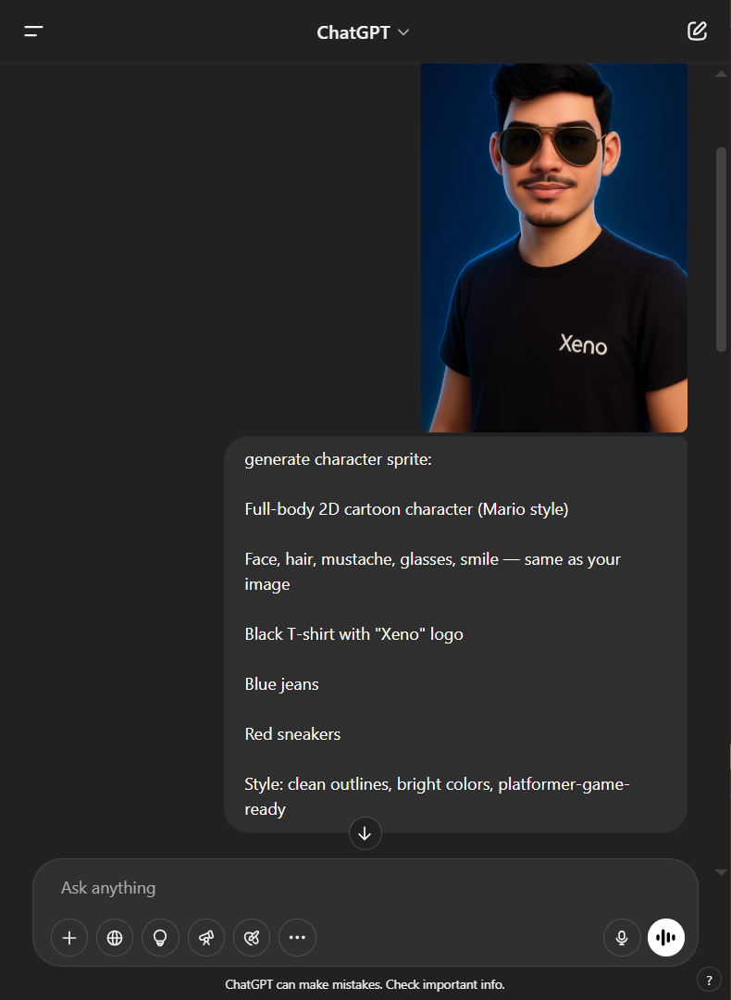 ChatGPT
Xeno
generate character sprite:
Full-body 2D cartoon character (Mario style)
Face, hair, mustache, glasses, smile — same as your
image
Black T-shirt with "Xeno" logo
Blue jeans
Red sneakers
Style: clean outlines, bright colors, platformer-game-
ready
Ask anything
ChatGPT can make mistakes. Check important info.
?